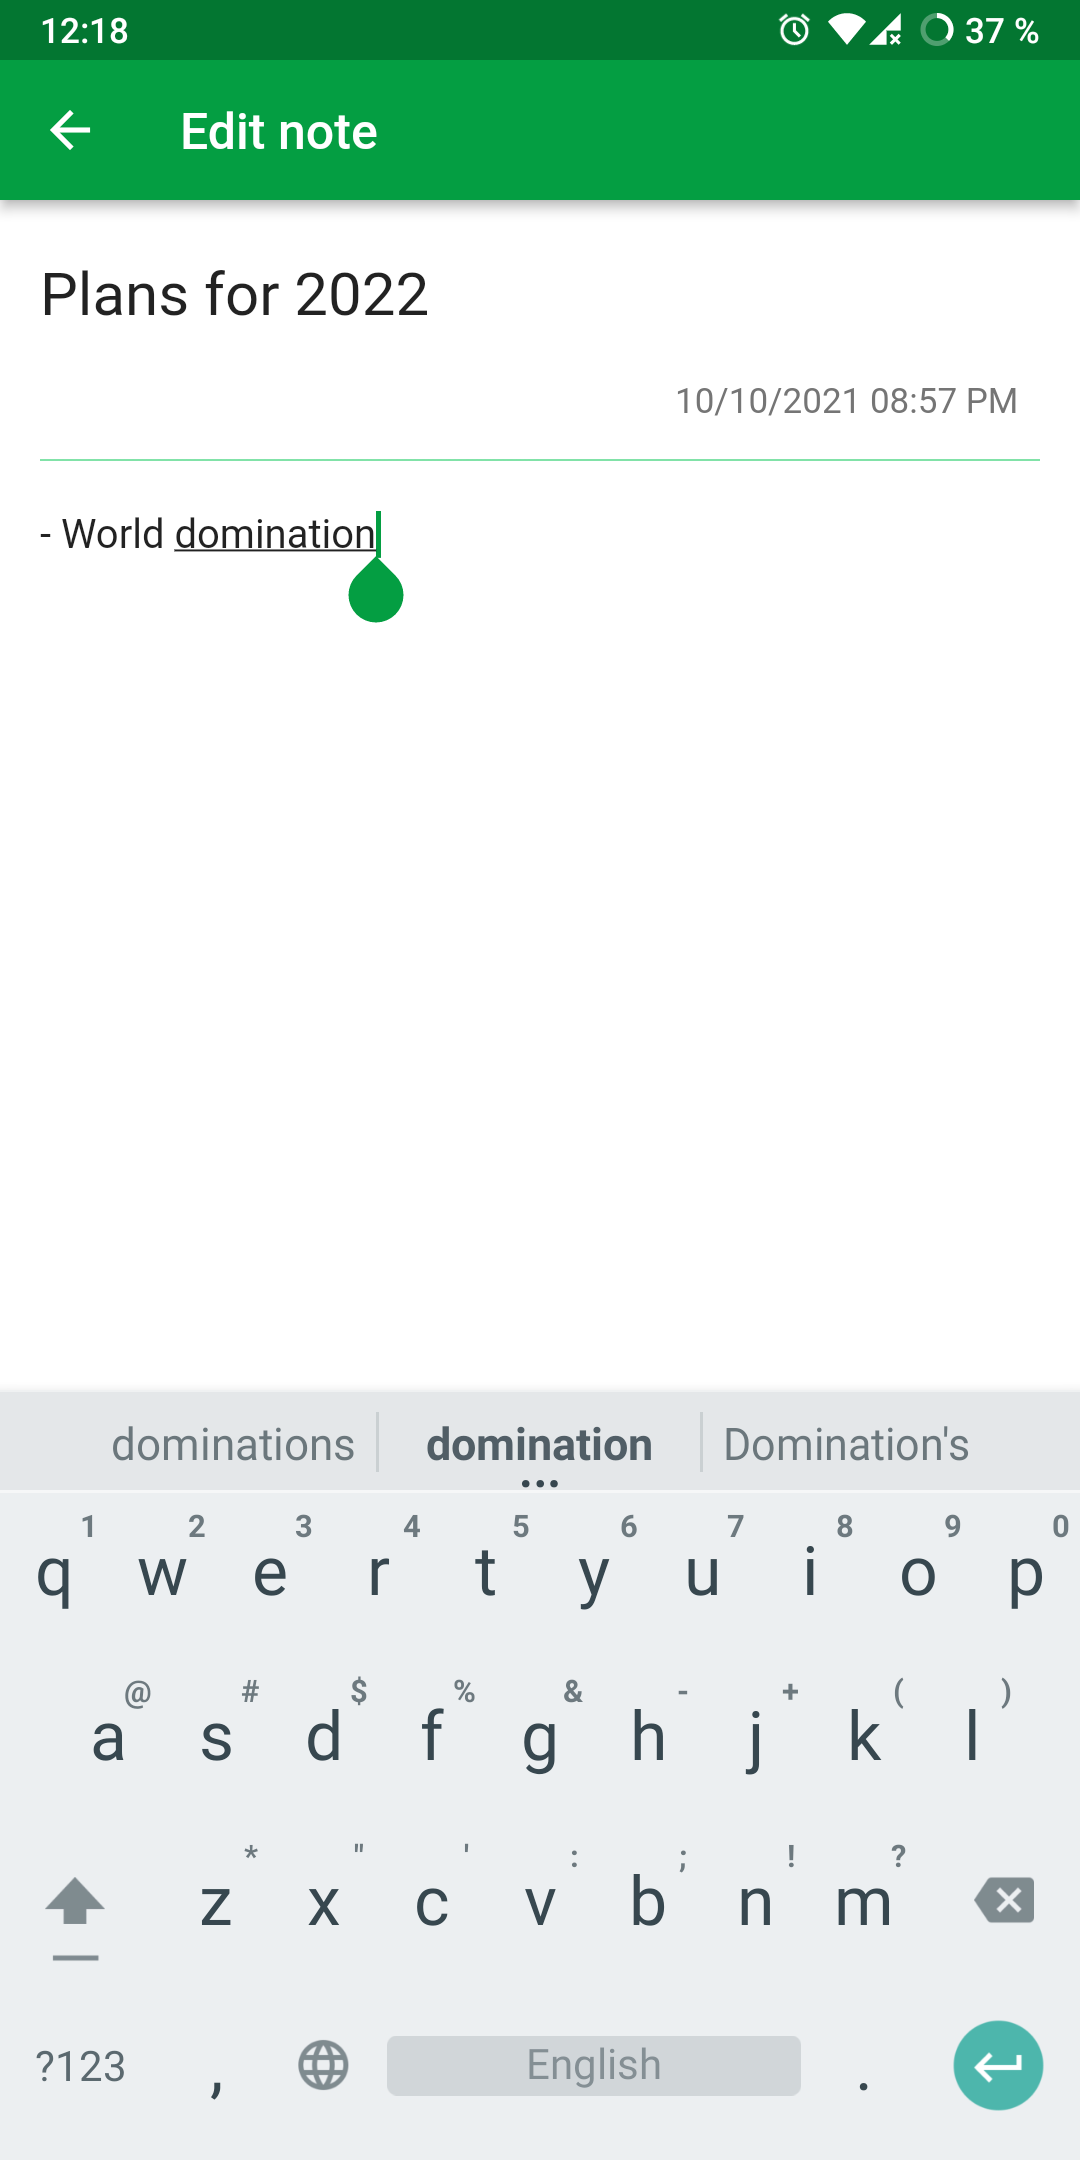 12:18
37 %
Edit note
Plans for 2022
10/10/2021 08:57 PM
- World domination
dominations domination Domination's
1 2 3 4 5 6 7 8 9 0
q w e r t y u i o p
@ # $ % & - + ( )
a s d f g h j k l
* " ' : ; ! ?
z x c v b n m
?123 , English .